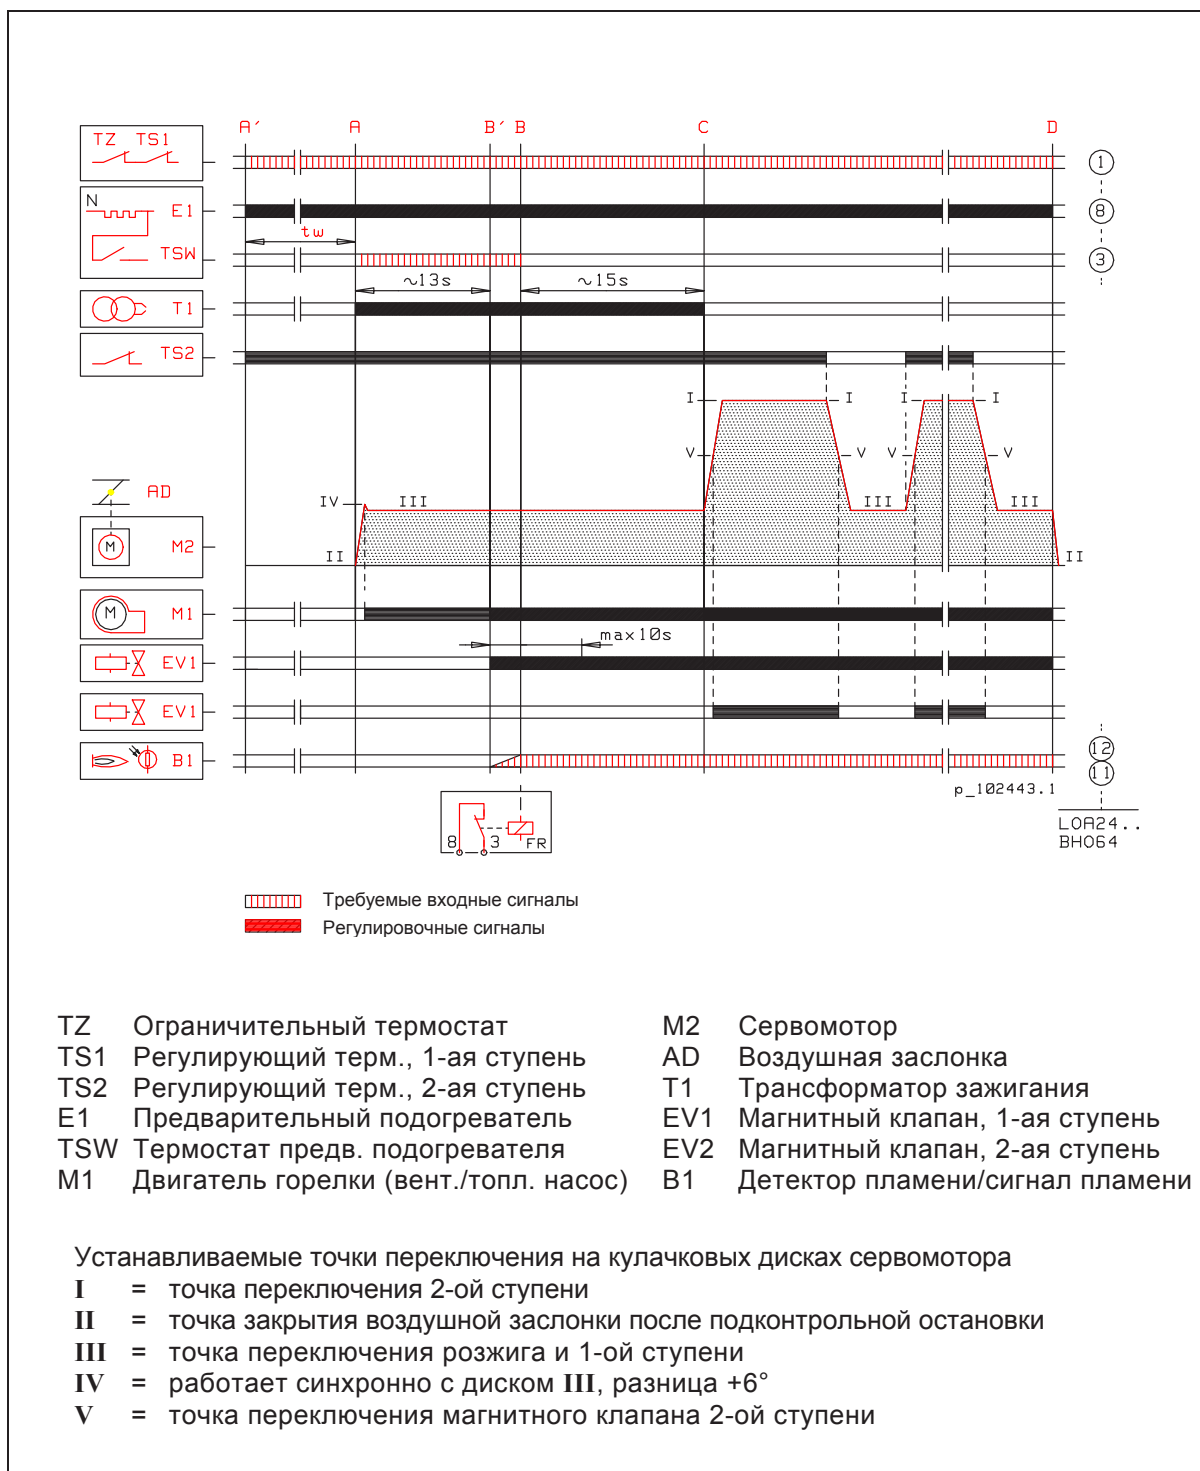 A′ A B′ B C D
TZ TS1
1
N
E1
8
tw
TSW
3
~13s ~15s
T1
TS2
I I I I
V V V V
AD
IV III III III
M
M2
II II
M
M1
max10s
EV1
EV1
B1
12
11
p_102443.1
8 3 FR
LOA24..
BHO64
Требуемые входные сигналы
Регулировочные сигналы
TZ Ограничительный термостат
TS1 Регулирующий терм., 1-ая ступень
TS2 Регулирующий терм., 2-ая ступень
E1 Предварительный подогреватель
TSW Термостат предв. подогревателя
M1 Двигатель горелки (вент./топл. насос)
M2 Сервомотор
AD Воздушная заслонка
T1 Трансформатор зажигания
EV1 Магнитный клапан, 1-ая ступень
EV2 Магнитный клапан, 2-ая ступень
B1 Детектор пламени/сигнал пламени
Устанавливаемые точки переключения на кулачковых дисках сервомотора
I = точка переключения 2-ой ступени
II = точка закрытия воздушной заслонки после подконтрольной остановки
III = точка переключения розжига и 1-ой ступени
IV = работает синхронно с диском III, разница +6°
V = точка переключения магнитного клапана 2-ой ступени